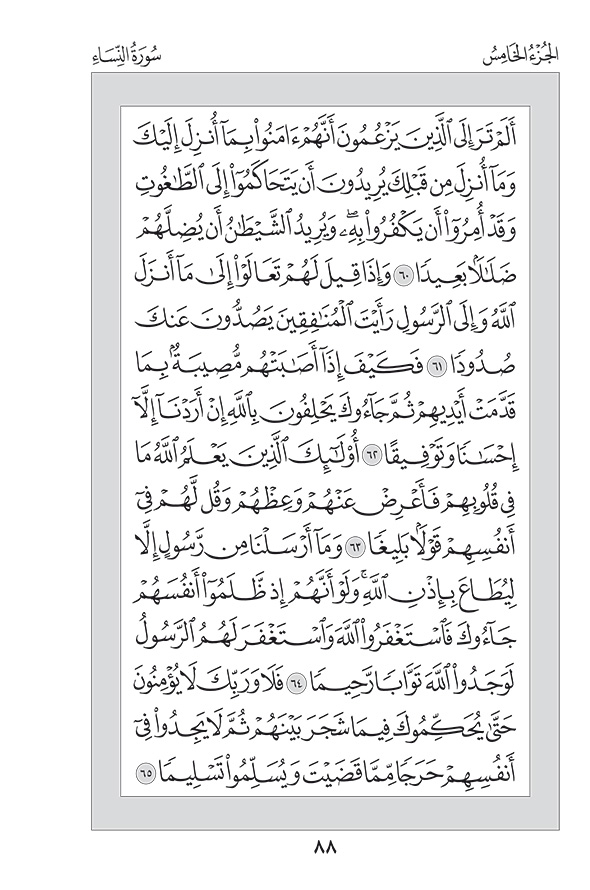 الجُزْءُ الخَامِسُ
سُورَةُ النِّسَاءِ
أَلَمْ تَرَ إِلَى ٱلَّذِينَ يَزْعُمُونَ أَنَّهُمْ ءَامَنُوا۟ بِمَآ أُنزِلَ إِلَيْكَ
وَمَآ أُنزِلَ مِن قَبْلِكَ يُرِيدُونَ أَن يَتَحَاكَمُوٓا۟ إِلَى ٱلطَّٰغُوتِ
وَقَدْ أُمِرُوٓا۟ أَن يَكْفُرُوا۟ بِهِۦۖ وَيُرِيدُ ٱلشَّيْطَٰنُ أَن يُضِلَّهُمْ
ضَلَٰلًۢا بَعِيدًا ٦٠ وَإِذَا قِيلَ لَهُمْ تَعَالَوْا۟ إِلَىٰ مَآ أَنزَلَ
ٱللَّهُ وَإِلَى ٱلرَّسُولِ رَأَيْتَ ٱلْمُنَٰفِقِينَ يَصُدُّونَ عَنكَ
صُدُودًا ٦١ فَكَيْفَ إِذَآ أَصَٰبَتْهُم مُّصِيبَةٌۢ بِمَا
قَدَّمَتْ أَيْدِيهِمْ ثُمَّ جَآءُوكَ يَحْلِفُونَ بِٱللَّهِ إِنْ أَرَدْنَآ إِلَّآ
إِحْسَٰنًا وَتَوْفِيقًا ٦٢ أُو۟لَٰٓئِكَ ٱلَّذِينَ يَعْلَمُ ٱللَّهُ مَا
فِى قُلُوبِهِمْ فَأَعْرِضْ عَنْهُمْ وَعِظْهُمْ وَقُل لَّهُمْ فِىٓ
أَنفُسِهِمْ قَوْلًۢا بَلِيغًا ٦٣ وَمَآ أَرْسَلْنَا مِن رَّسُولٍ إِلَّا
لِيُطَاعَ بِإِذْنِ ٱللَّهِۚ وَلَوْ أَنَّهُمْ إِذ ظَّلَمُوٓا۟ أَنفُسَهُمْ
جَآءُوكَ فَٱسْتَغْفَرُوا۟ ٱللَّهَ وَٱسْتَغْفَرَ لَهُمُ ٱلرَّسُولُ
لَوَجَدُوا۟ ٱللَّهَ تَوَّابًا رَّحِيمًا ٦٤ فَلَا وَرَبِّكَ لَا يُؤْمِنُونَ
حَتَّىٰ يُحَكِّمُوكَ فِيمَا شَجَرَ بَيْنَهُمْ ثُمَّ لَا يَجِدُوا۟ فِىٓ
أَنفُسِهِمْ حَرَجًا مِّمَّا قَضَيْتَ وَيُسَلِّمُوا۟ تَسْلِيمًا ٦٥
٨٨